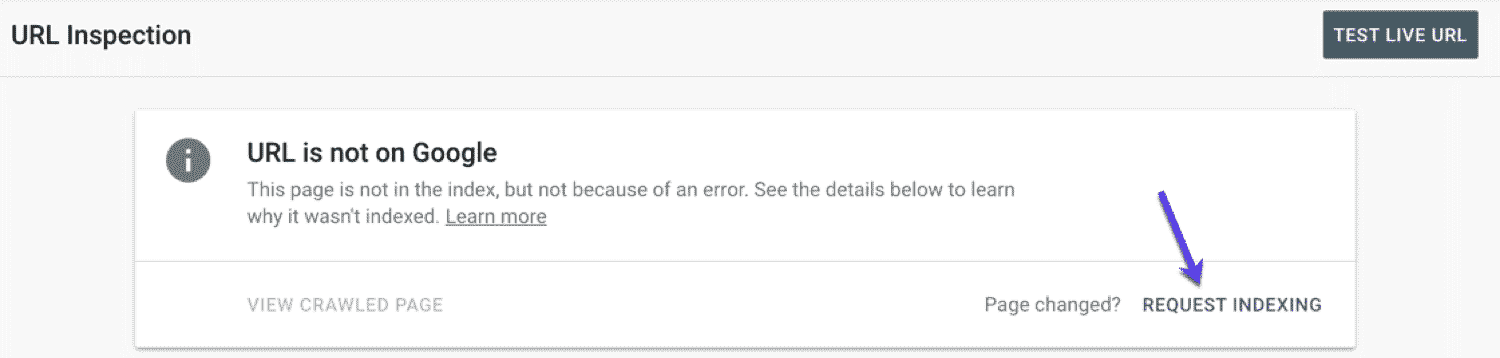 URL Inspection
TEST LIVE URL
URL is not on Google
This page is not in the index, but not because of an error. See the details below to learn
why it wasn't indexed. Learn more
VIEW CRAWLED PAGE
Page changed? REQUEST INDEXING